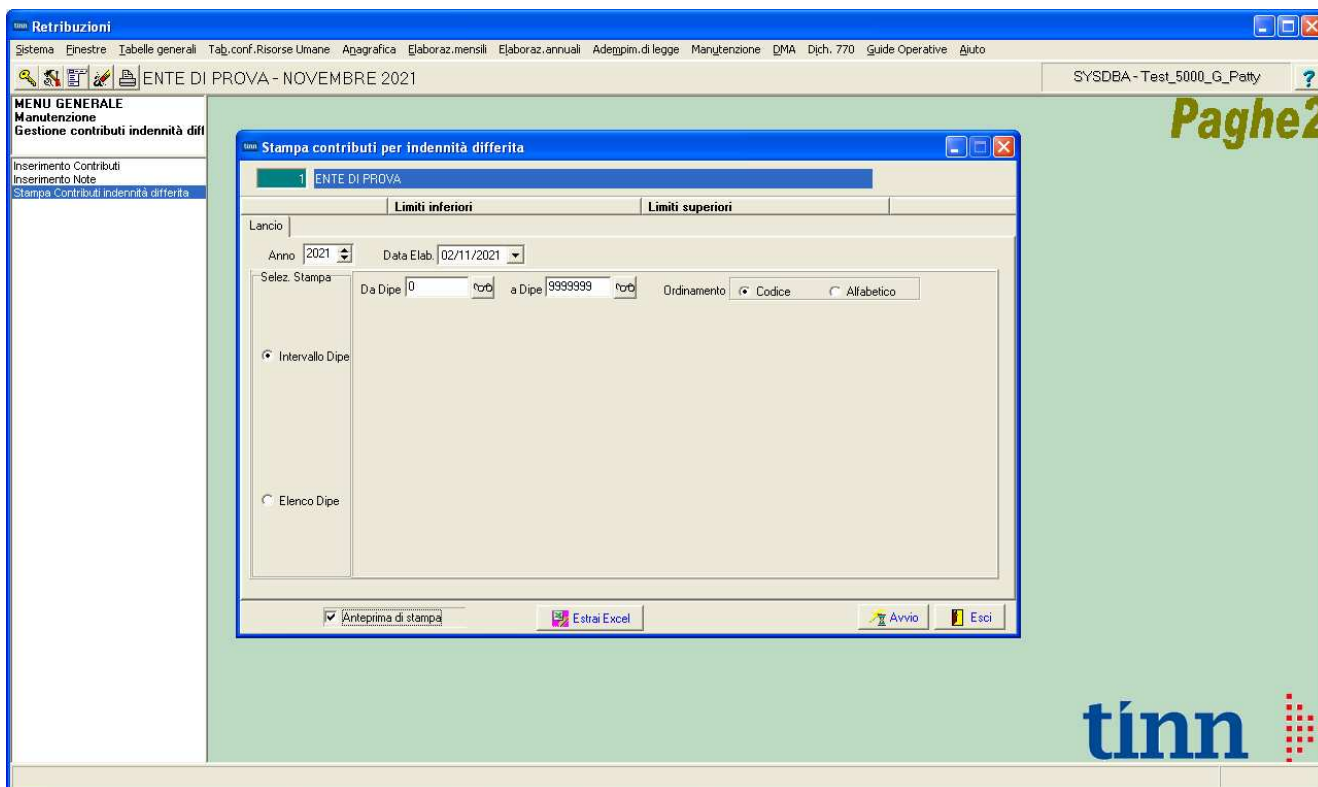 tinn Retribuzioni
Sistema Finestre Tabelle generali Tab.conf.Risorse Umane Anagrafica Elaboraz.mensili Elaboraz.annuali Adempim.di legge Manutenzione DMA Dich. 770 Guide Operative Aiuto
ENTE DI PROVA - NOVEMBRE 2021
SYSDBA - Test_5000_G_Patty
?
MENU GENERALE
Manutenzione
Gestione contributi indennità diff
Inserimento Contributi
Inserimento Note
Stampa Contributi indennità differita
Paghe2
tinn Stampa contributi per indennità differita
1 ENTE DI PROVA
Limiti inferiori Limiti superiori
Lancio
Anno 2021 Data Elab. 02/11/2021
Selez. Stampa
Da Dipe 0 a Dipe 9999999 Ordinamento Codice Alfabetico
Intervallo Dipe
Elenco Dipe
Anteprima di stampa Estrai Excel Avvio Esci
tinn